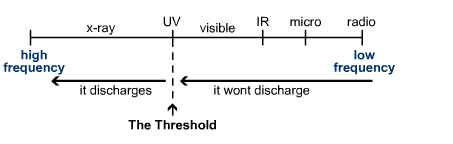 x-ray UV visible IR micro radio
high frequency
low frequency
it discharges
it wont discharge
The Threshold